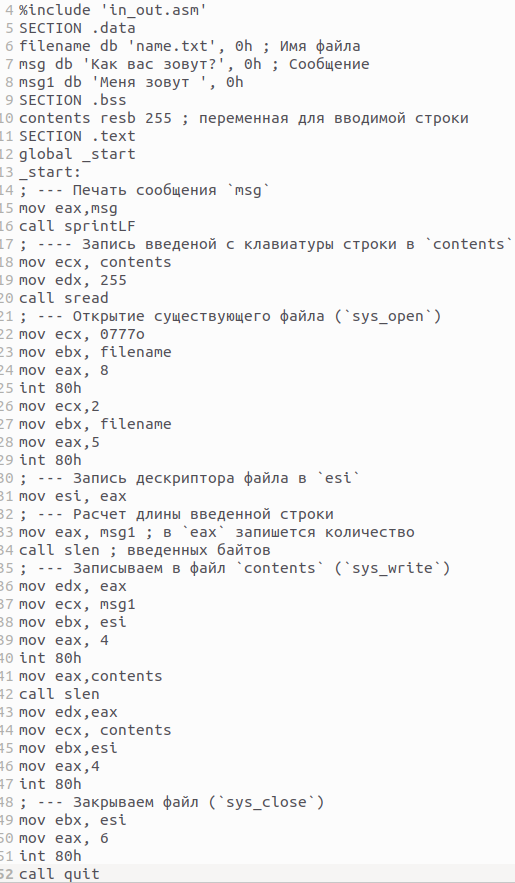 4 %include 'in_out.asm'
5 SECTION .data
6 filename db 'name.txt', 0h ; Имя файла
7 msg db 'Как вас зовут?', 0h ; Сообщение
8 msg1 db 'Меня зовут ', 0h
9 SECTION .bss
10 contents resb 255 ; переменная для вводимой строки
11 SECTION .text
12 global _start
13 _start:
14 ; --- Печать сообщения `msg`
15 mov eax,msg
16 call sprintLF
17 ; ---- Запись введеной с клавиатуры строки в `contents`
18 mov ecx, contents
19 mov edx, 255
20 call sread
21 ; --- Открытие существующего файла (`sys_open`)
22 mov ecx, 0777o
23 mov ebx, filename
24 mov eax, 8
25 int 80h
26 mov ecx,2
27 mov ebx, filename
28 mov eax,5
29 int 80h
30 ; --- Запись дескриптора файла в `esi`
31 mov esi, eax
32 ; --- Расчет длины введенной строки
33 mov eax, msg1 ; в `eax` запишется количество
34 call slen ; введенных байтов
35 ; --- Записываем в файл `contents` (`sys_write`)
36 mov edx, eax
37 mov ecx, msg1
38 mov ebx, esi
39 mov eax, 4
40 int 80h
41 mov eax,contents
42 call slen
43 mov edx,eax
44 mov ecx, contents
45 mov ebx,esi
46 mov eax,4
47 int 80h
48 ; --- Закрываем файл (`sys_close`)
49 mov ebx, esi
50 mov eax, 6
51 int 80h
52 call quit